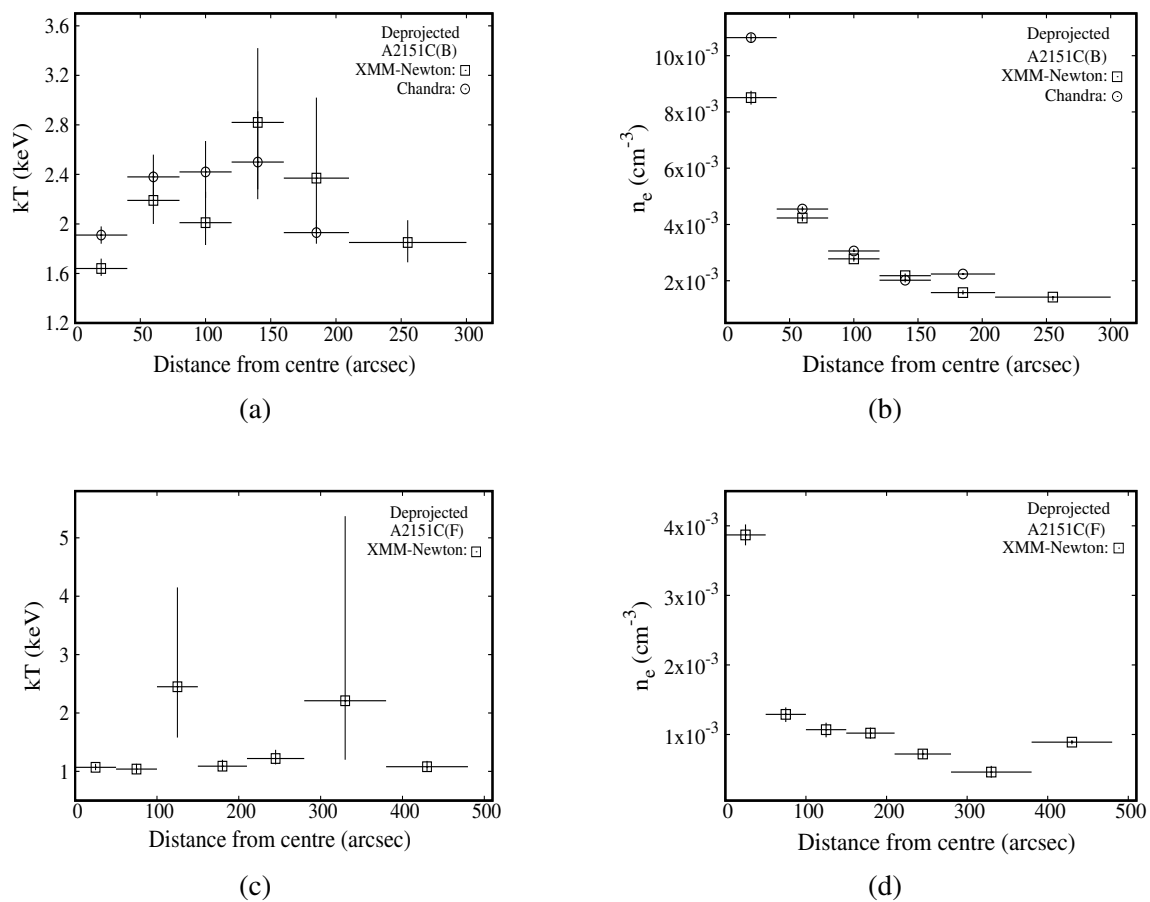 3.6
3.2
2.8
2.4
2
1.6
1.2
kT (keV)
Deprojected
A2151C(B)
XMM-Newton:
Chandra:
0 50 100 150 200 250 300
Distance from centre (arcsec)
(a)
10x10^-3
8x10^-3
6x10^-3
4x10^-3
2x10^-3
n_e (cm^-3)
Deprojected
A2151C(B)
XMM-Newton:
Chandra:
0 50 100 150 200 250 300
Distance from centre (arcsec)
(b)
5
4
3
2
1
kT (keV)
Deprojected
A2151C(F)
XMM-Newton:
0 100 200 300 400 500
Distance from centre (arcsec)
(c)
4x10^-3
3x10^-3
2x10^-3
1x10^-3
n_e (cm^-3)
Deprojected
A2151C(F)
XMM-Newton:
0 100 200 300 400 500
Distance from centre (arcsec)
(d)